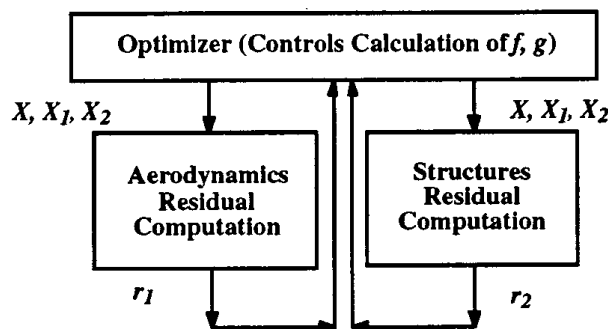 Optimizer (Controls Calculation of f, g)
X, X1, X2
X, X1, X2
Aerodynamics
Residual
Computation
Structures
Residual
Computation
r1
r2